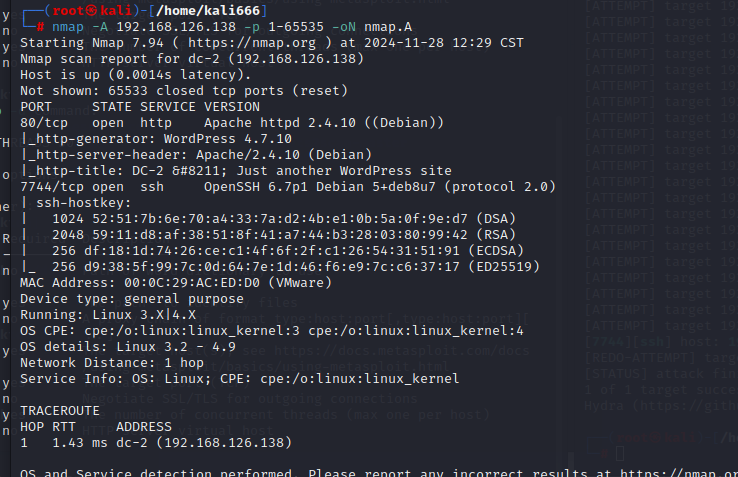 (root㉿kali)-[/home/kali666]
# nmap -A 192.168.126.138 -p 1-65535 -oN nmap.A
Starting Nmap 7.94 ( https://nmap.org ) at 2024-11-28 12:29 CST
Nmap scan report for dc-2 (192.168.126.138)
Host is up (0.0014s latency).
Not shown: 65533 closed tcp ports (reset)
PORT     STATE SERVICE VERSION
80/tcp   open  http    Apache httpd 2.4.10 ((Debian))
|_http-generator: WordPress 4.7.10
|_http-server-header: Apache/2.4.10 (Debian)
|_http-title: DC-2 &#8211; Just another WordPress site
7744/tcp open  ssh     OpenSSH 6.7p1 Debian 5+deb8u7 (protocol 2.0)
| ssh-hostkey:
|   1024 52:51:7b:6e:70:a4:33:7a:d2:4b:e1:0b:5a:0f:9e:d7 (DSA)
|   2048 59:11:d8:af:38:51:8f:41:a7:44:b3:28:03:80:99:42 (RSA)
|   256 df:18:1d:74:26:ce:c1:4f:6f:2f:c1:26:54:31:51:91 (ECDSA)
|_  256 d9:38:5f:99:7c:0d:64:7e:1d:46:f6:e9:7c:c6:37:17 (ED25519)
MAC Address: 00:0C:29:AC:ED:D0 (VMware)
Device type: general purpose
Running: Linux 3.X|4.X
OS CPE: cpe:/o:linux:linux_kernel:3 cpe:/o:linux:linux_kernel:4
OS details: Linux 3.2 - 4.9
Network Distance: 1 hop
Service Info: OS: Linux; CPE: cpe:/o:linux:linux_kernel
TRACEROUTE
HOP RTT     ADDRESS
1   1.43 ms dc-2 (192.168.126.138)
OS and Service detection performed. Please report any incorrect results at https://nmap.or